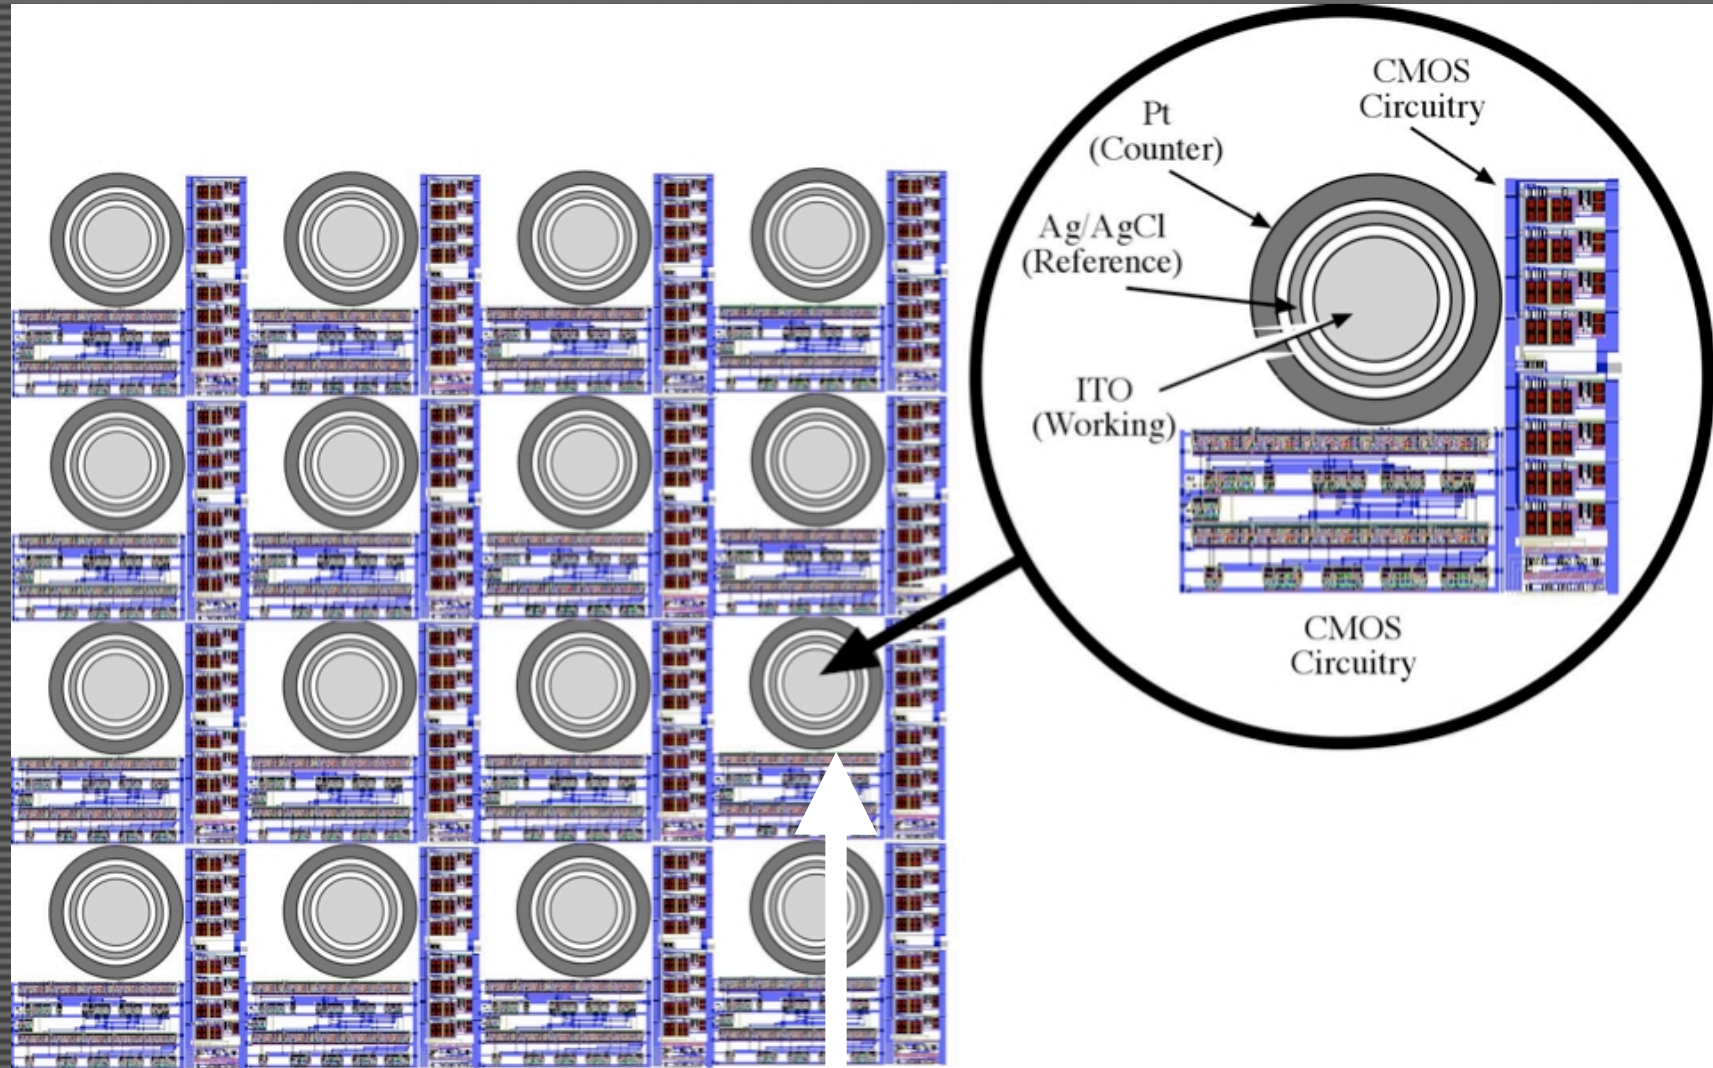 CMOS
Circuitry
Pt
(Counter)
Ag/AgCl
(Reference)
ITO
(Working)
CMOS
Circuitry